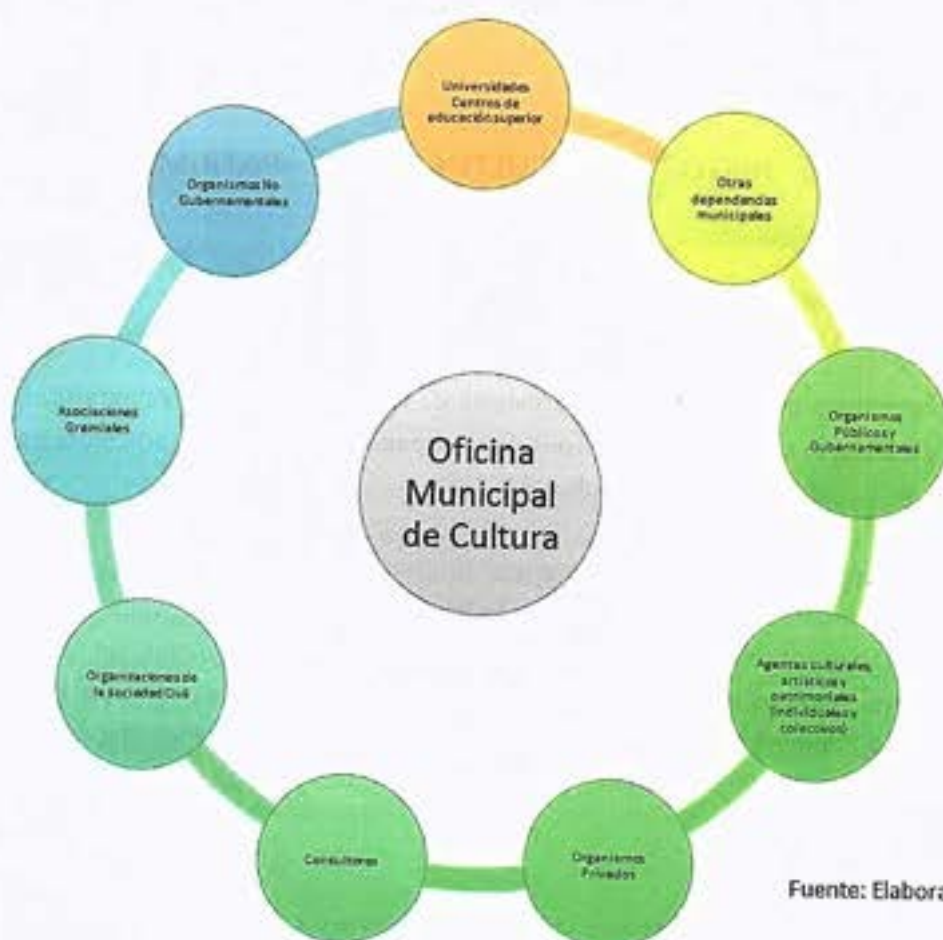 Universidades
Centros de
educación superior
Otras
dependencias
municipales
Organismos
Públicos y
Gubernamentales
Agentes culturales,
artísticos y
patrimoniales
(individuales y
colectivos)
Organismos
Privados
Consultores
Organizaciones de
la Sociedad Civil
Asociaciones
Gremiales
Organismos No
Gubernamentales
Oficina
Municipal
de Cultura
Fuente: Elabora